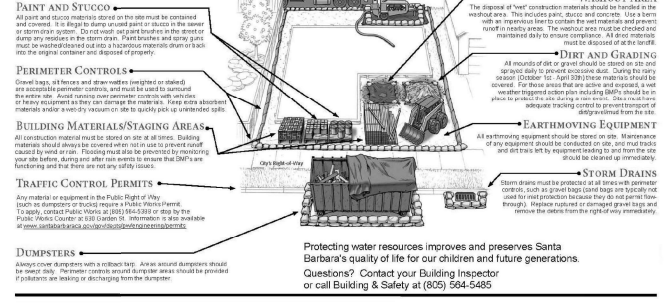 PAINT AND STUCCO
All paint and stucco materials stored on the site must be contained
and covered. It is illegal to dump unused paint or stucco in the sewer
or storm drain system. Do not wash out paint brushes in the street or
dump any residues in the storm drain. Paint brushes and spray guns
must be washed/cleaned out into a hazardous materials drum or back
into the original container and disposed of properly.
PERIMETER CONTROLS
Gravel bags, silt fences and straw wattles (weighted or staked)
are acceptable perimeter controls, and must be used to surround
the entire site. Avoid running over perimeter controls with vehicles
or heavy equipment as they can damage the materials. Keep extra absorbent
materials and/or a wet-dry vacuum on site to quickly pick up unintended spills.
BUILDING MATERIALS/STAGING AREAS
All construction material must be stored on site at all times. Building
materials should always be covered when not in use to prevent runoff
caused by wind or rain. Flooding must also be prevented by monitoring
your site before, during and after rain events to ensure that BMPs are
functioning and that there are not any safety issues.
TRAFFIC CONTROL PERMITS
Any material or equipment in the Public Right of Way
(such as dumpsters or trucks) require a Public Works Permit.
To apply, contact Public Works at (805) 564-5388 or stop by the
Public Works Counter at 630 Garden St. Information is also available
at www.santabarbaraca.gov/gov/depts/pw/engineering/permits
DUMPSTERS
Always cover dumpsters with a rollback tarp. Areas around dumpsters should
be swept daily. Perimeter controls around dumpster areas should be provided
if pollutants are leaking or discharging from the dumpster.
City's Right-of-Way
The disposal of "wet" construction materials should be handled in the
washout area. This includes paint, stucco and concrete. Use a berm
with an impervious liner to contain the wet materials and prevent
runoff in nearby areas. The washout area must be checked and
maintained daily to ensure compliance. All dried materials
must be disposed of at the landfill.
DIRT AND GRADING
All mounds of dirt or gravel should be stored on site and
sprayed daily to prevent excessive dust. During the rainy
season (October 1st - April 30th) these materials should be
covered. For those areas that are active and exposed, a wet
weather triggered action plan including BMPs should be in
place to protect the site during a rain event. Sites must have
adequate tracking control to prevent transport of
dirt/gravel/mud from the site.
EARTHMOVING EQUIPMENT
All earthmoving equipment should be stored on site. Maintenance
of any equipment should be conducted on site, and mud tracks
and dirt trails left by equipment leading to and from the site
should be cleaned up immediately.
STORM DRAINS
Storm drains must be protected at all times with perimeter
controls, such as gravel bags (sand bags are typically not
used for inlet protection because they do not permit flow-
through). Replace ruptured or damaged gravel bags and
remove the debris from the right of way immediately.
Protecting water resources improves and preserves Santa
Barbara's quality of life for our children and future generations.
Questions? Contact your Building Inspector
or call Building & Safety at (805) 564-5485